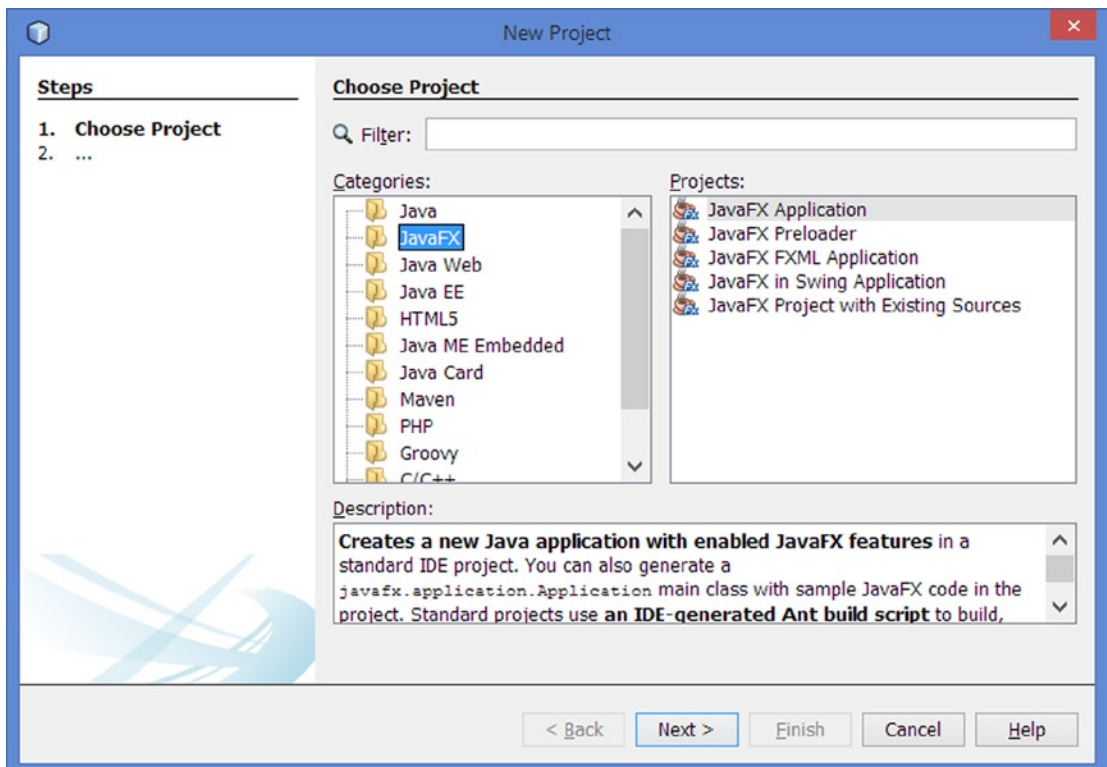 New Project
Steps
1. Choose Project
2. ...
Choose Project
Filter:
Categories:
Java
JavaFX
Java Web
Java EE
HTML5
Java ME Embedded
Java Card
Maven
PHP
Groovy
C/C++
Projects:
JavaFX Application
JavaFX Preloader
JavaFX FXML Application
JavaFX in Swing Application
JavaFX Project with Existing Sources
Description:
Creates a new Java application with enabled JavaFX features in a
standard IDE project. You can also generate a
javafx.application.Application main class with sample JavaFX code in the
project. Standard projects use an IDE-generated Ant build script to build,
< Back
Next >
Finish
Cancel
Help